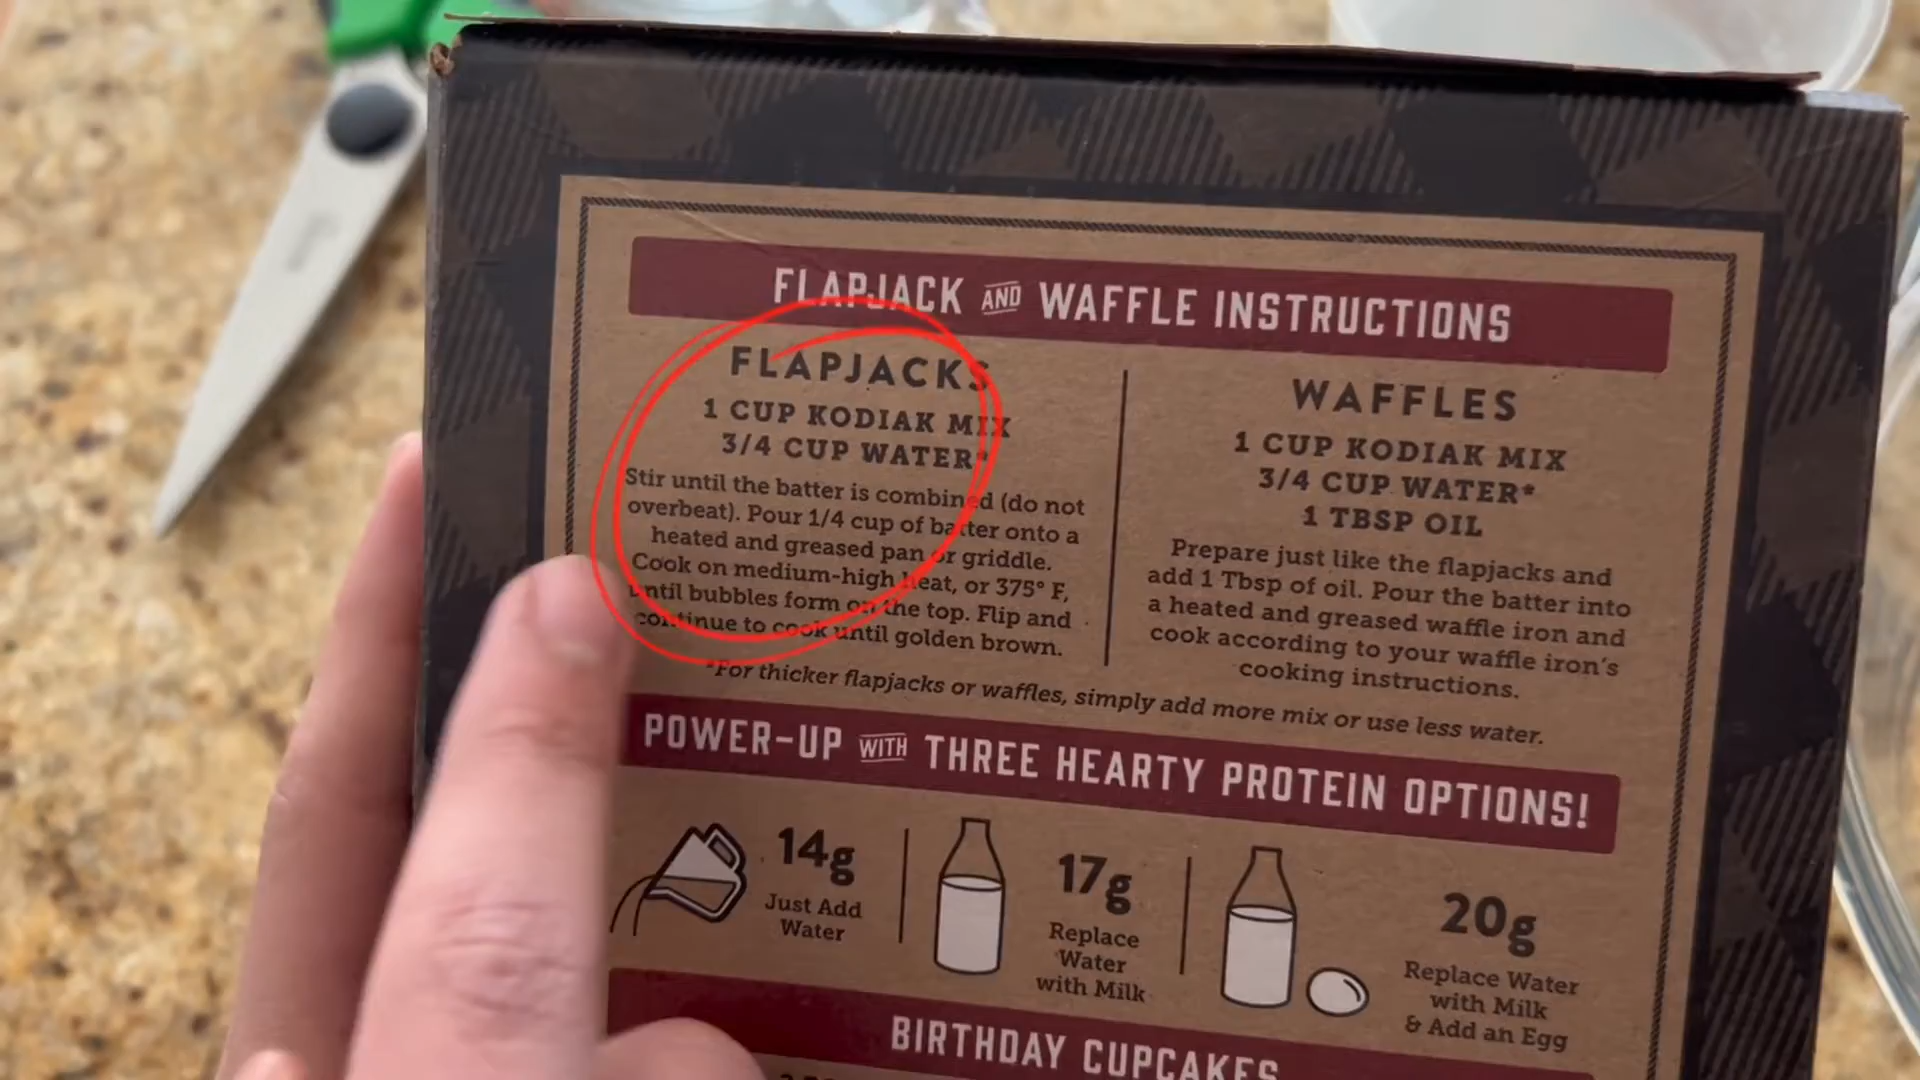 FLAPJACK AND WAFFLE INSTRUCTIONS
FLAPJACKS
1 CUP KODIAK MIX
3/4 CUP WATER*
Stir until the batter is combined (do not
overbeat). Pour 1/4 cup of batter onto a
heated and greased pan or griddle.
Cook on medium-high heat, or 375° F,
until bubbles form on the top. Flip and
continue to cook until golden brown.
WAFFLES
1 CUP KODIAK MIX
3/4 CUP WATER*
1 TBSP OIL
Prepare just like the flapjacks and
add 1 Tbsp of oil. Pour the batter into
a heated and greased waffle iron and
cook according to your waffle iron's
cooking instructions.
*For thicker flapjacks or waffles, simply add more mix or use less water.
POWER-UP WITH THREE HEARTY PROTEIN OPTIONS!
14g
Just Add
Water
17g
Replace
Water
with Milk
20g
Replace Water
with Milk
& Add an Egg
BIRTHDAY CUPCAKES